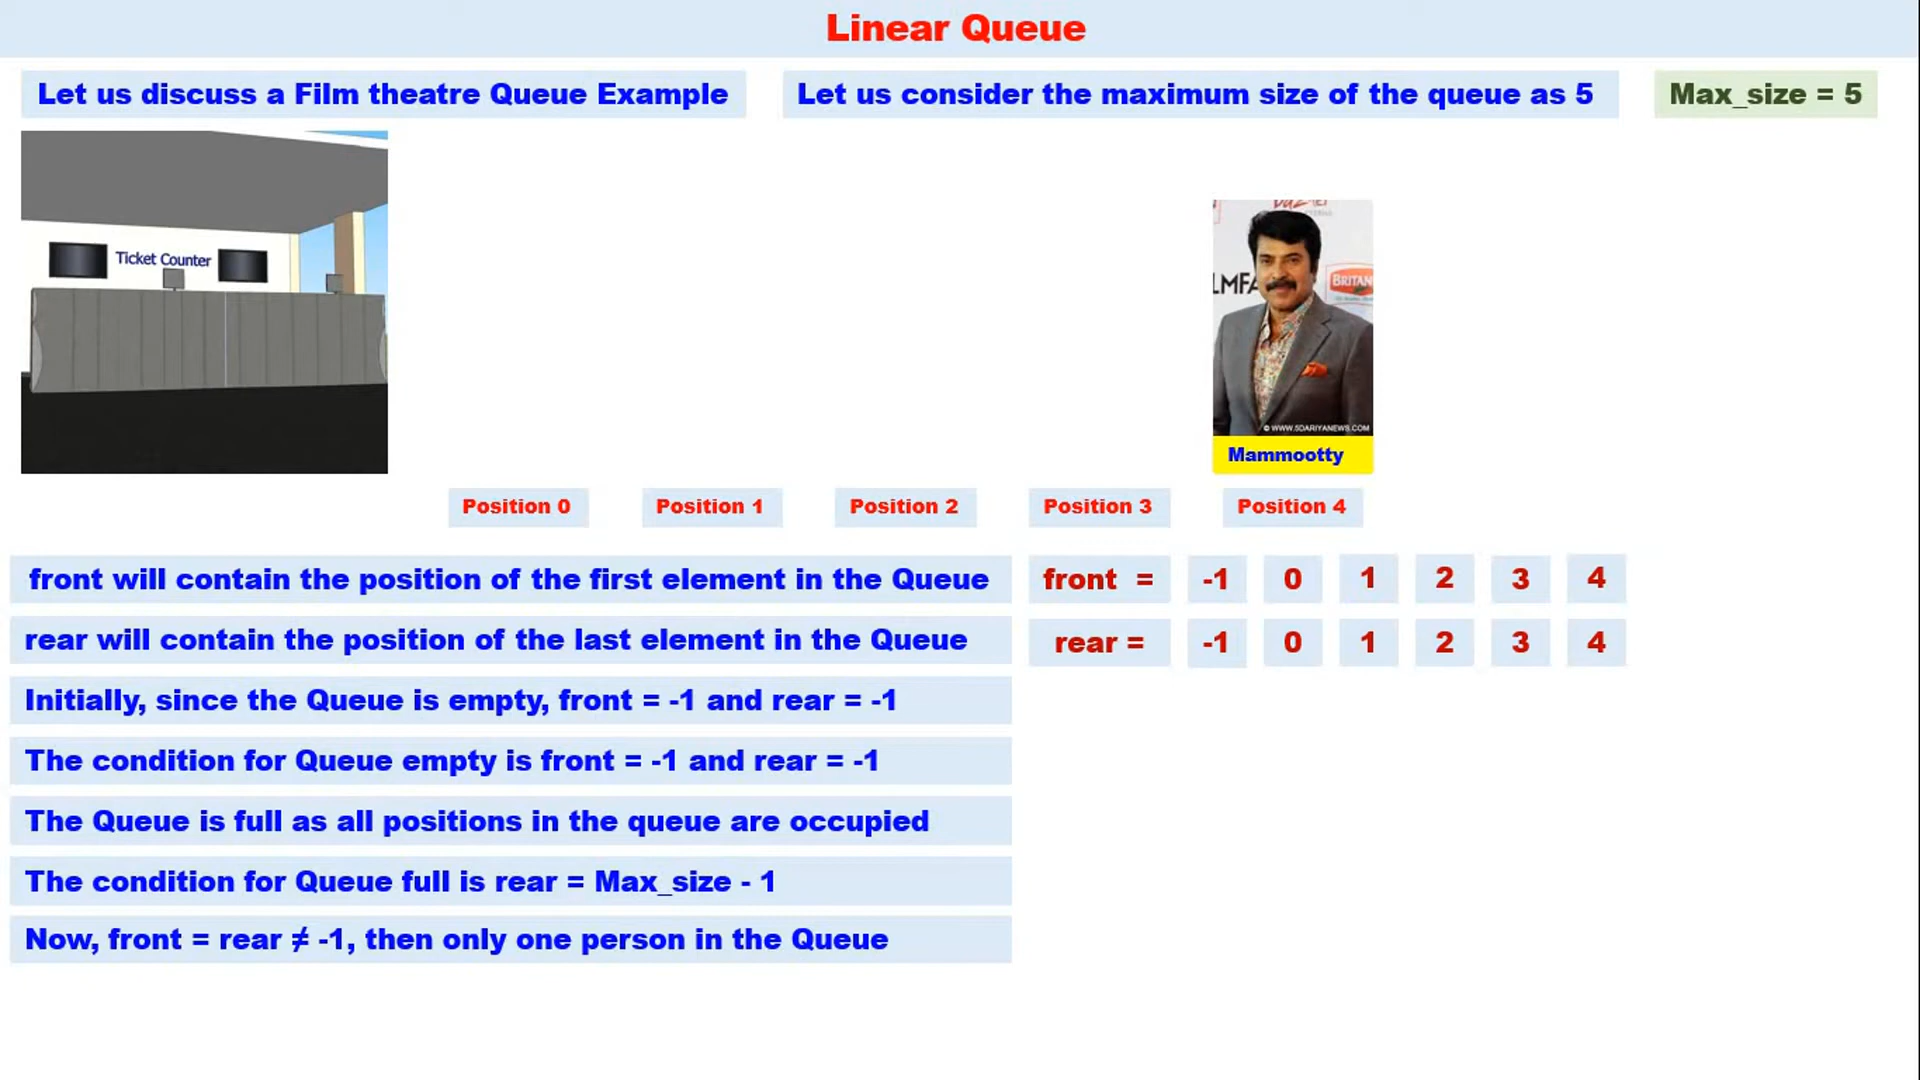 Linear Queue
Let us discuss a Film theatre Queue Example
Let us consider the maximum size of the queue as 5
Max_size = 5
Ticket Counter
LMFA
BRITAN
© WWW.5DARIYANEWS.COM
Mammootty
Position 0
Position 1
Position 2
Position 3
Position 4
front will contain the position of the first element in the Queue
front = -1 0 1 2 3 4
rear will contain the position of the last element in the Queue
rear = -1 0 1 2 3 4
Initially, since the Queue is empty, front = -1 and rear = -1
The condition for Queue empty is front = -1 and rear = -1
The Queue is full as all positions in the queue are occupied
The condition for Queue full is rear = Max_size - 1
Now, front = rear ≠ -1, then only one person in the Queue